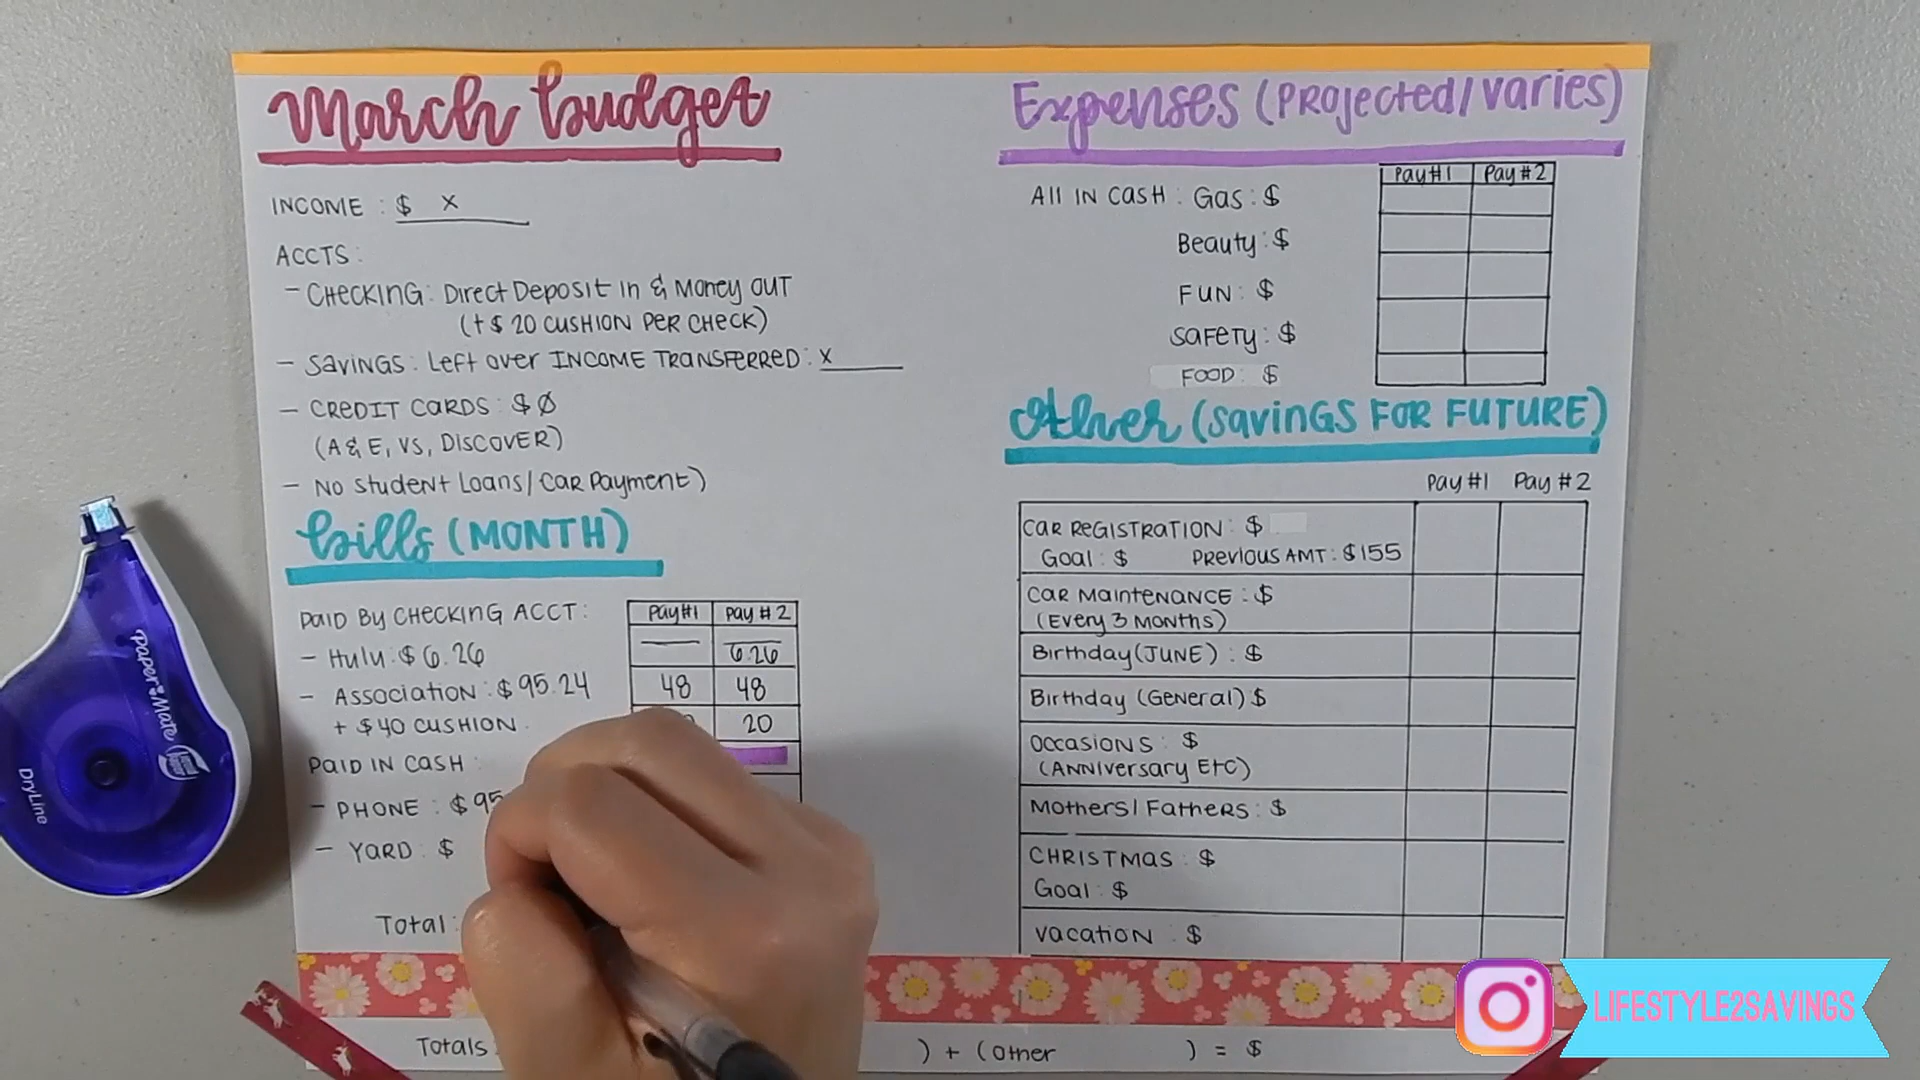 March budget
INCOME : $ X
ACCTS :
- CHECKING : Direct Deposit in & Money OUT
(+ $ 20 CUSHION PER CHECK)
- SAVINGS : Left over INCOME TRANSFERRED : X
- CREDIT CARDS : $ Ø
(A & E, VS, DISCOVER)
- NO Student Loans/Car Payment)
bills (MONTH)
PAID BY CHECKING ACCT :
Pay #1 Pay #2
- Hulu : $ 6.26
6.26
- Association : $ 95.24
48 48
+ $40 CUSHION
20
PAID IN CASH :
- PHONE : $ 95
- YARD : $
Total :
Expenses (PROJECTED/VARIES)
Pay #1 Pay #2
All IN CASH : Gas : $
Beauty : $
FUN : $
SAFETY : $
FOOD : $
Other (SAVINGS FOR FUTURE)
Pay #1 Pay #2
CAR REGISTRATION : $
Goal : $ Previous AMT : $155
CAR MAINTENANCE : $
(Every 3 MONTHS)
Birthday (JUNE) : $
Birthday (General) $
OCCASIONS : $
(ANNIVERSARY EtC)
Mothers/Fathers : $
CHRISTMAS : $
Goal : $
VACATION : $
Totals ) + (Other ) = $
PAPER MATE
DryLine
LIFESTYLE2SAVINGS